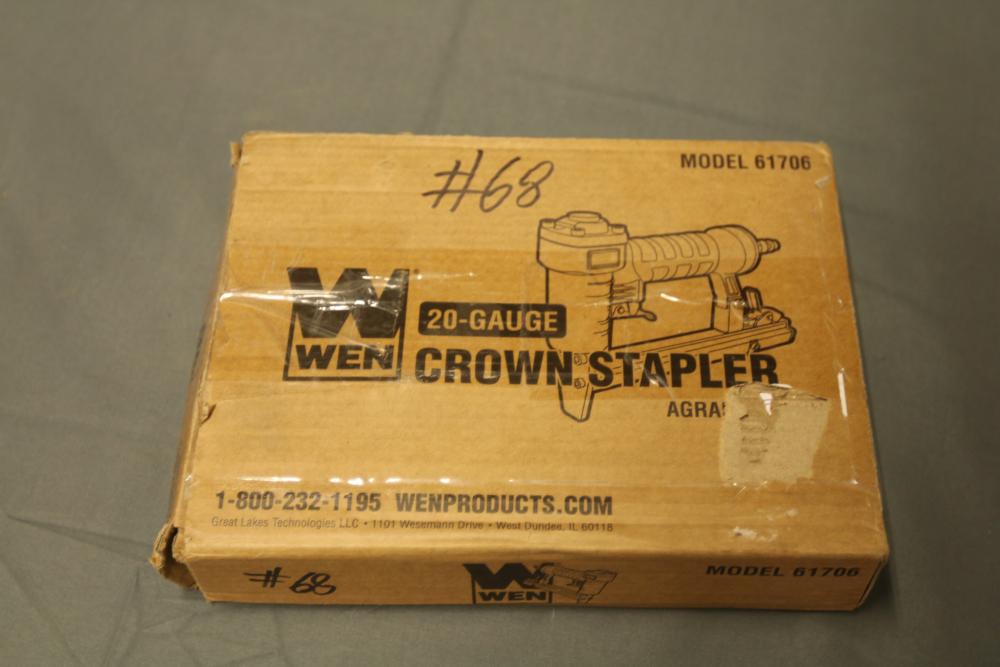 #68
MODEL 61706
WEN
20-GAUGE
CROWN STAPLER
1-800-232-1195 WENPRODUCTS.COM
Great Lakes Technologies LLC • 1101 Wesemann Drive • West Dundee, IL 60118
#68
WEN
MODEL 61706